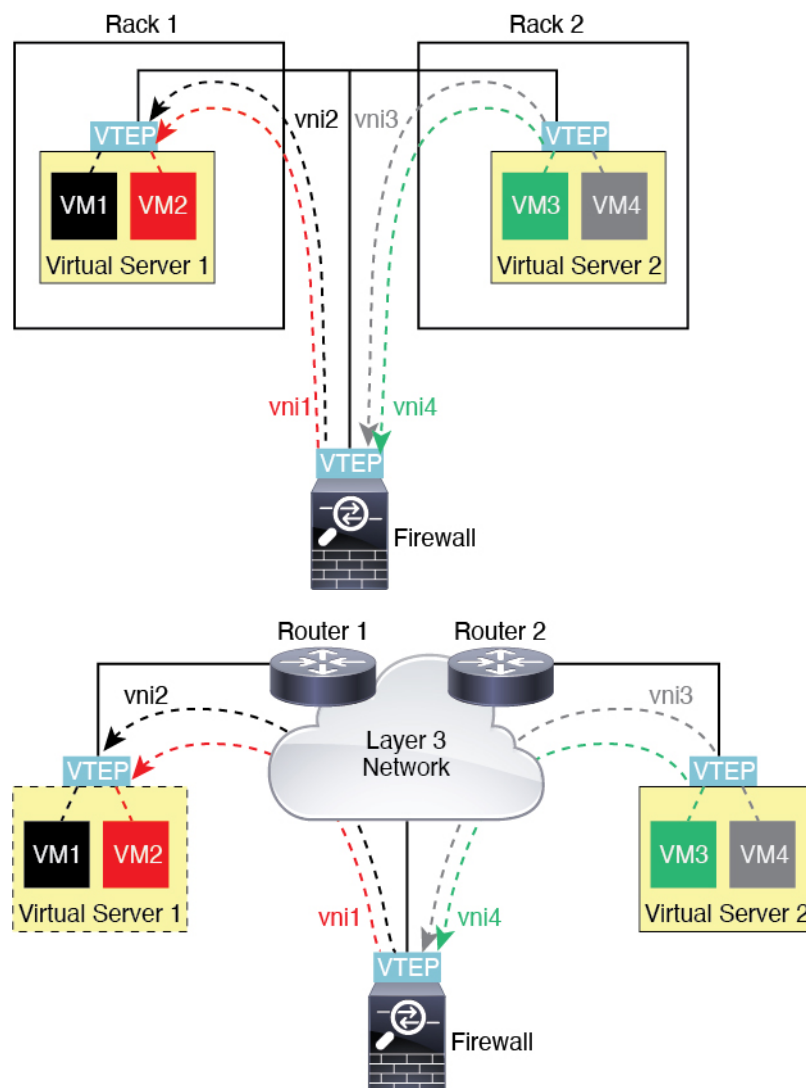 Rack 1
Rack 2
vni2
vni3
VTEP
VTEP
VM1
VM2
VM3
VM4
Virtual Server 1
Virtual Server 2
vni1
vni4
VTEP
Firewall
Router 1
Router 2
vni2
vni3
Layer 3
Network
VTEP
VTEP
VM1
VM2
VM3
VM4
Virtual Server 1
Virtual Server 2
vni1
vni4
VTEP
Firewall